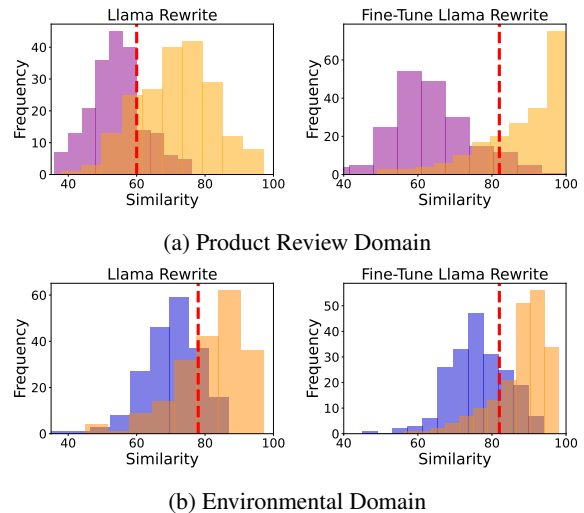 Llama Rewrite Fine-Tune Llama Rewrite
Frequency
40
30
20
10
0
40 60 80 100
Similarity
Frequency
60
40
20
0
40 60 80 100
Similarity
(a) Product Review Domain
Llama Rewrite Fine-Tune Llama Rewrite
Frequency
60
40
20
0
40 60 80 100
Similarity
Frequency
50
40
30
20
10
0
40 60 80 100
Similarity
(b) Environmental Domain